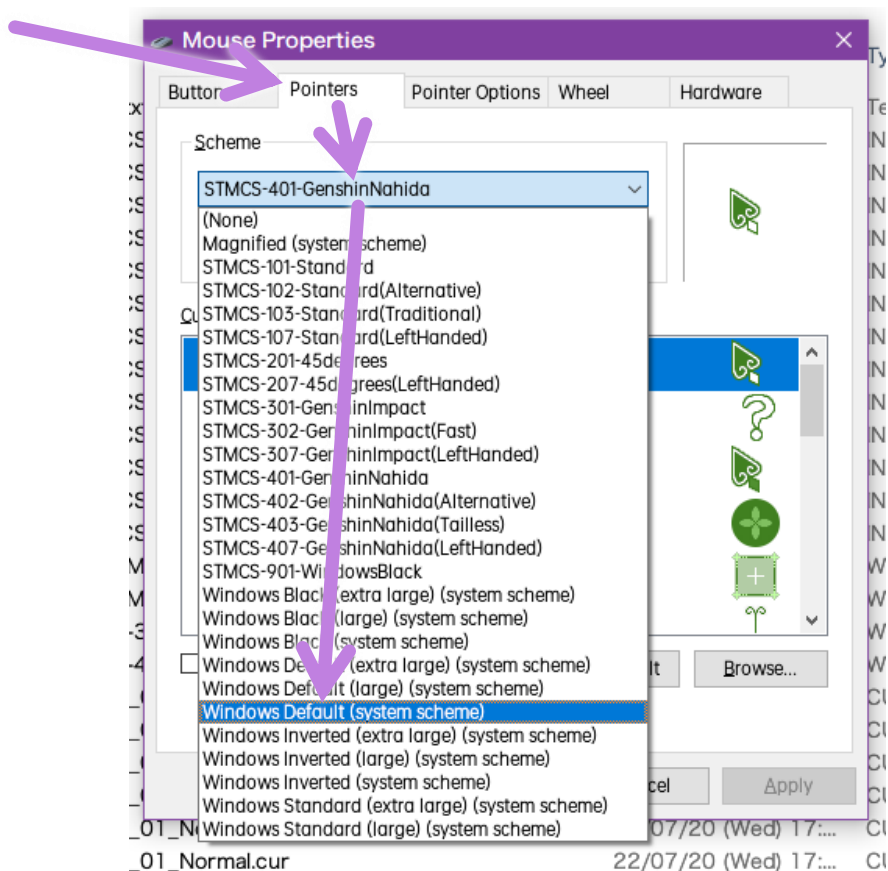 Mouse Properties
Pointers
Pointer Options
Wheel
Hardware
Scheme
STMCS-401-GenshinNahida
(None)
Magnified (system scheme)
STMCS-101-Standard
STMCS-102-Standard(Alternative)
STMCS-103-Standard(Traditional)
STMCS-107-Standard(LeftHanded)
STMCS-201-45degrees
STMCS-207-45degrees(LeftHanded)
STMCS-301-GenshinImpact
STMCS-302-GenshinImpact(Fast)
STMCS-307-GenshinImpact(LeftHanded)
STMCS-401-GenshinNahida
STMCS-402-GenshinNahida(Alternative)
STMCS-403-GenshinNahida(Tailless)
STMCS-407-GenshinNahida(LeftHanded)
STMCS-901-WindowsBlack
Windows Black (extra large) (system scheme)
Windows Black (large) (system scheme)
Windows Black (system scheme)
Windows Default (extra large) (system scheme)
Windows Default (large) (system scheme)
Browse...
Windows Default (system scheme)
Windows Inverted (extra large) (system scheme)
Windows Inverted (large) (system scheme)
Windows Inverted (system scheme)
Apply
Windows Standard (extra large) (system scheme)
Windows Standard (large) (system scheme)
07/20 (Wed) 17:...
_01_Normal.cur
22/07/20 (Wed) 17:...